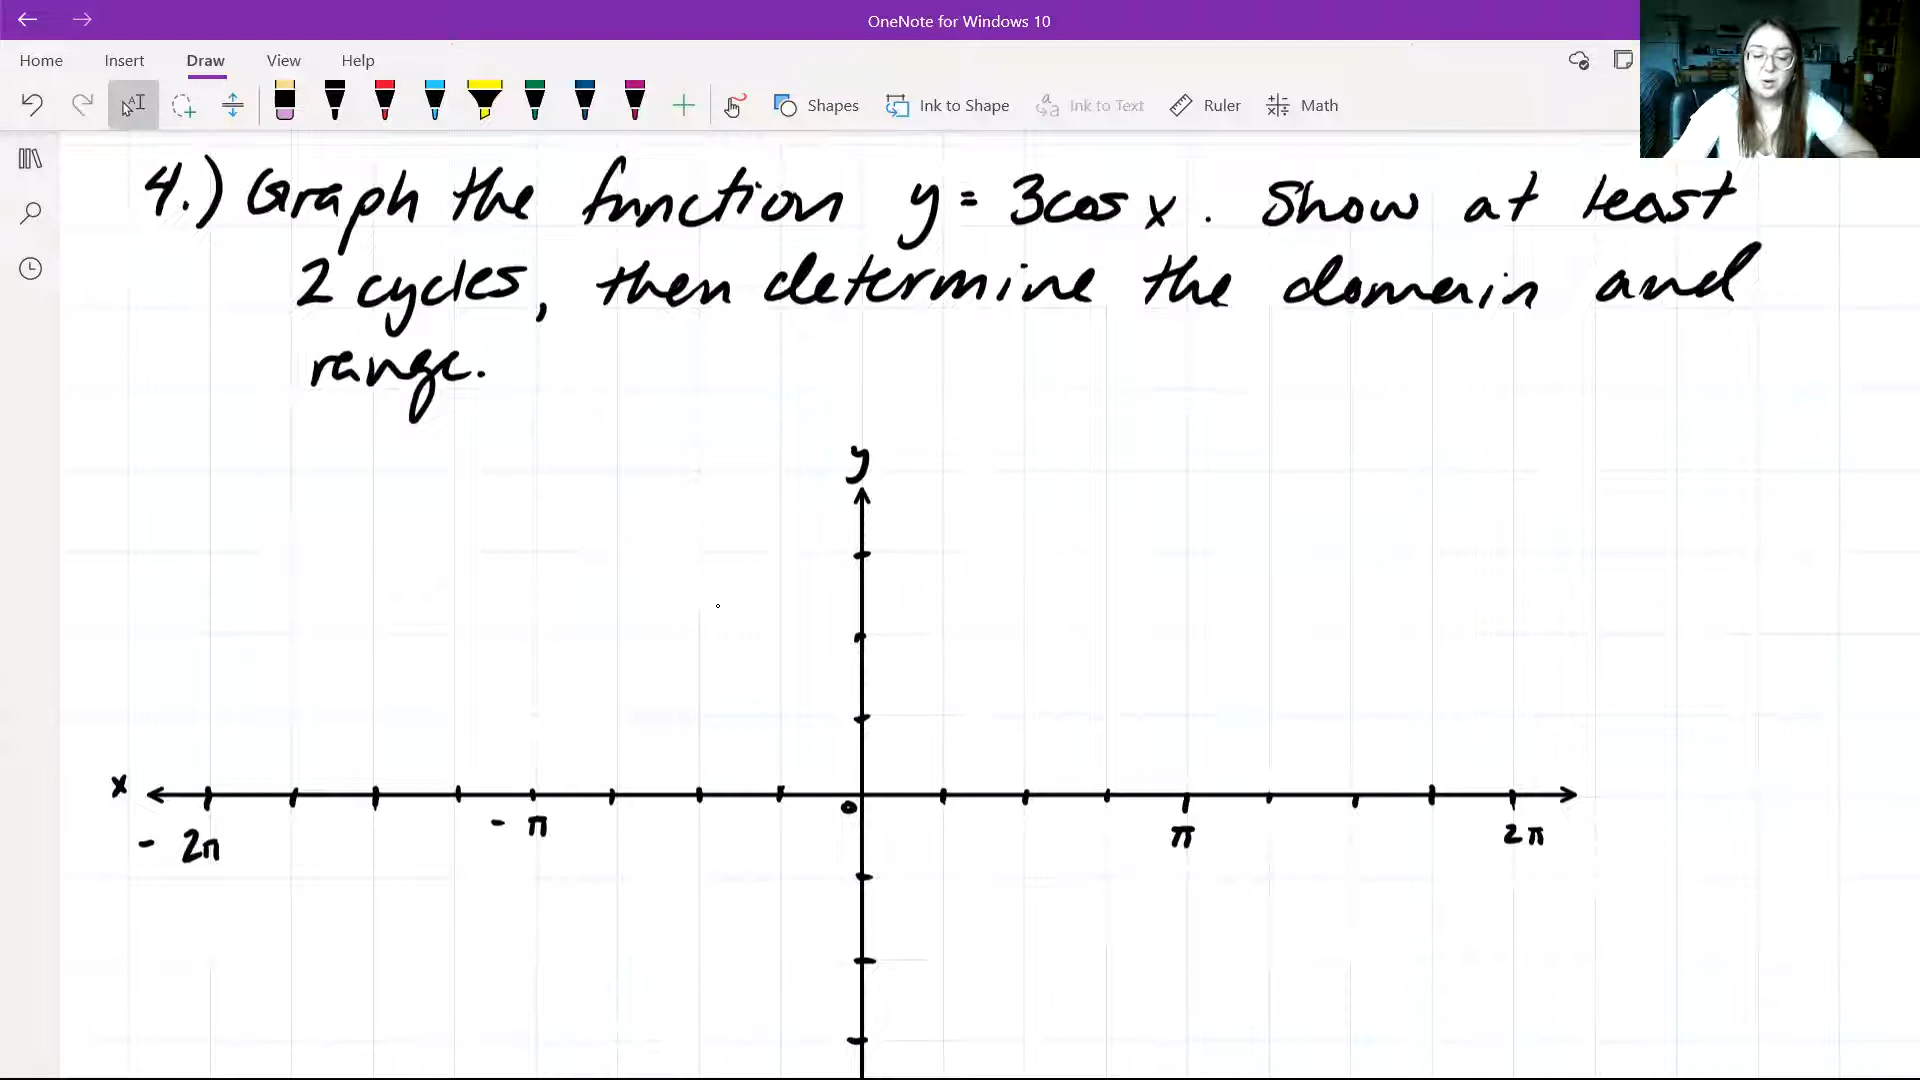 OneNote for Windows 10
Home Insert Draw View Help
Shapes Ink to Shape Ink to Text Ruler Math
4.) Graph the function y = 3cos x. Show at least
2 cycles, then determine the domain and
range.
y
x
- 2π - π 0 π 2π